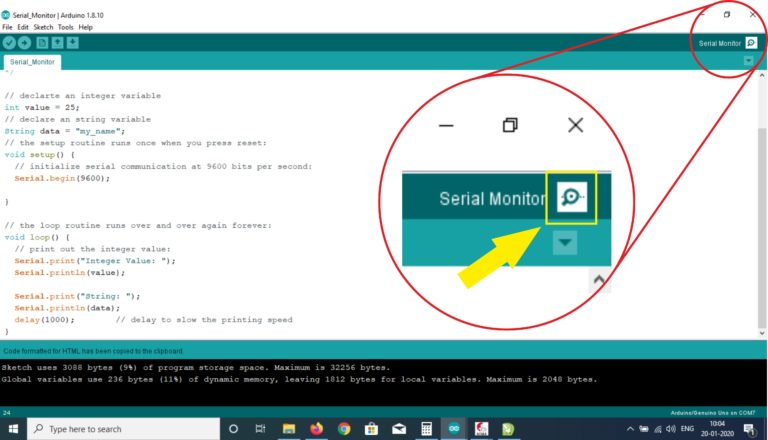 Serial_Monitor | Arduino 1.8.10
File Edit Sketch Tools Help
Serial Monitor
Serial_Monitor
*/
// declarte an integer variable
int value = 25;
// declare an string variable
String data = "my_name";
// the setup routine runs once when you press reset:
void setup() {
// initialize serial communication at 9600 bits per second:
Serial.begin(9600);
}
// the loop routine runs over and over again forever:
void loop() {
// print out the integer value:
Serial.print("Integer Value: ");
Serial.println(value);
Serial.print("String: ");
Serial.println(data);
delay(1000); // delay to slow the printing speed
}
Serial Monitor
Code formatted for HTML has been copied to the clipboard.
Sketch uses 3088 bytes (9%) of program storage space. Maximum is 32256 bytes.
Global variables use 236 bytes (11%) of dynamic memory, leaving 1812 bytes for local variables. Maximum is 2048 bytes.
24
Arduino/Genuino Uno on COM7
Type here to search
ENG
10:04
20-01-2020